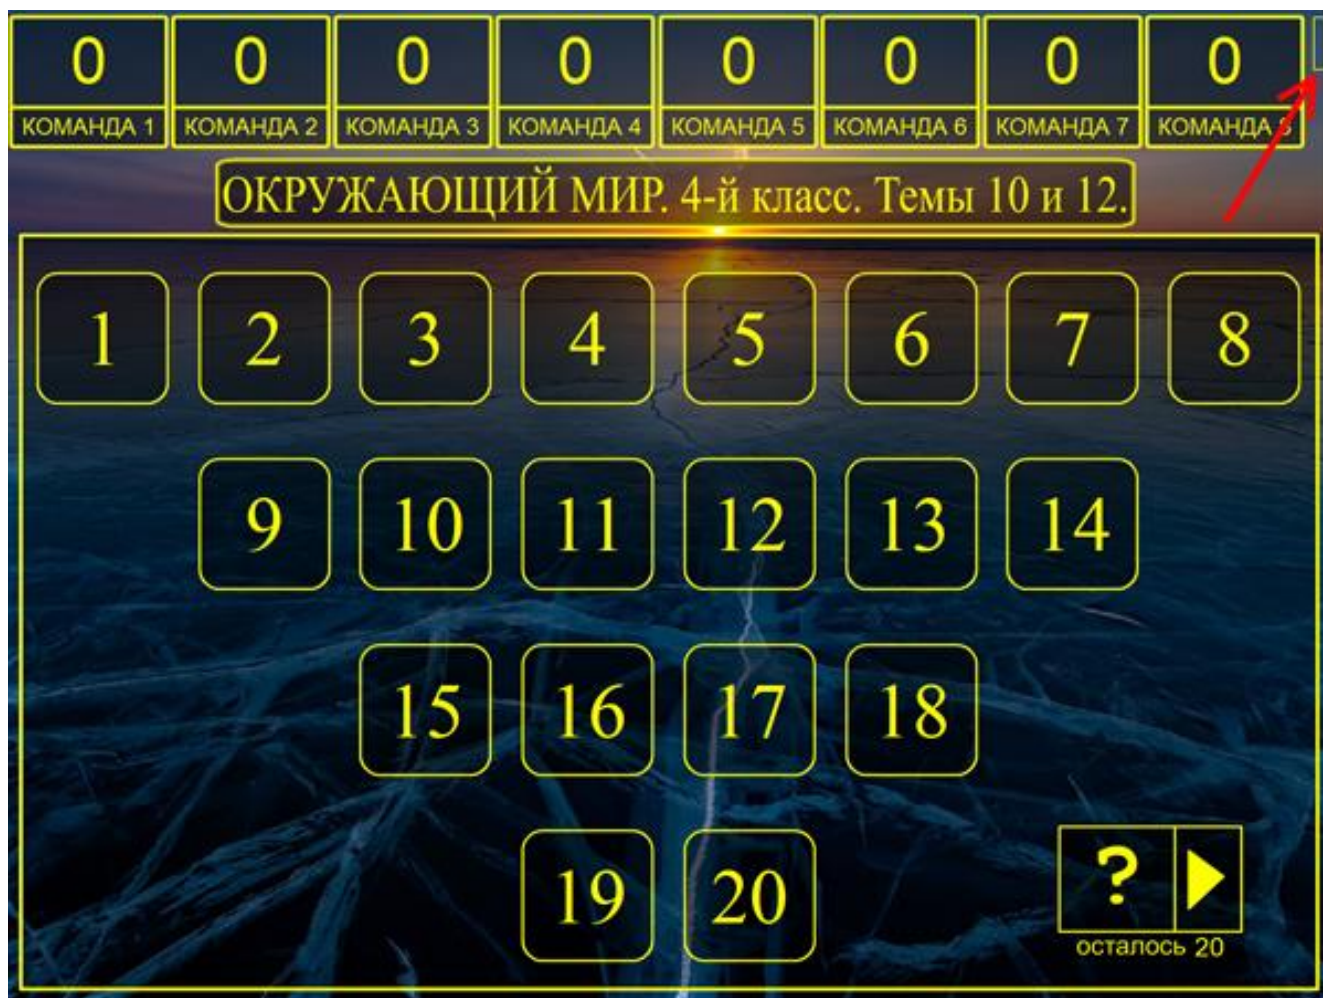 0 0 0 0 0 0 0 0
КОМАНДА 1 КОМАНДА 2 КОМАНДА 3 КОМАНДА 4 КОМАНДА 5 КОМАНДА 6 КОМАНДА 7 КОМАНДА 8
ОКРУЖАЮЩИЙ МИР. 4-й класс. Темы 10 и 12.
1 2 3 4 5 6 7 8
9 10 11 12 13 14
15 16 17 18
19 20 ?
осталось 20